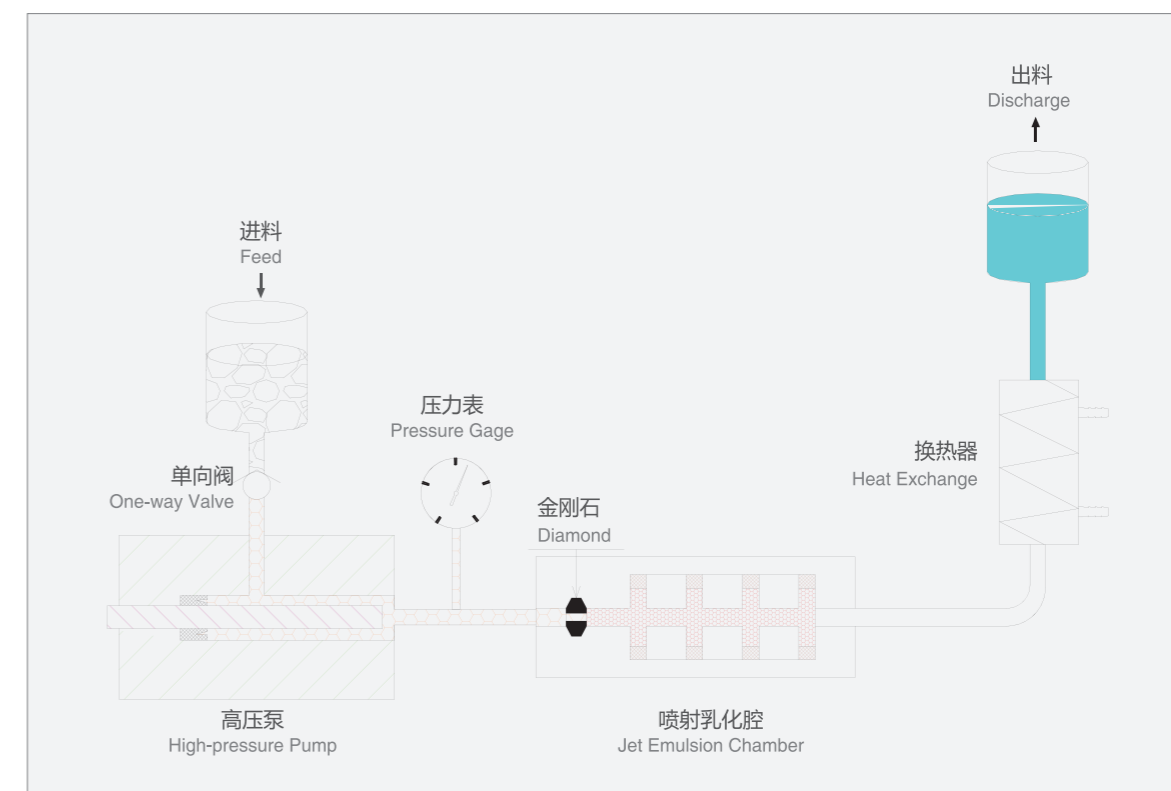 出料
Discharge
进料
Feed
压力表
Pressure Gage
单向阀
One-way Valve
换热器
Heat Exchange
金刚石
Diamond
高压泵
High-pressure Pump
喷射乳化腔
Jet Emulsion Chamber